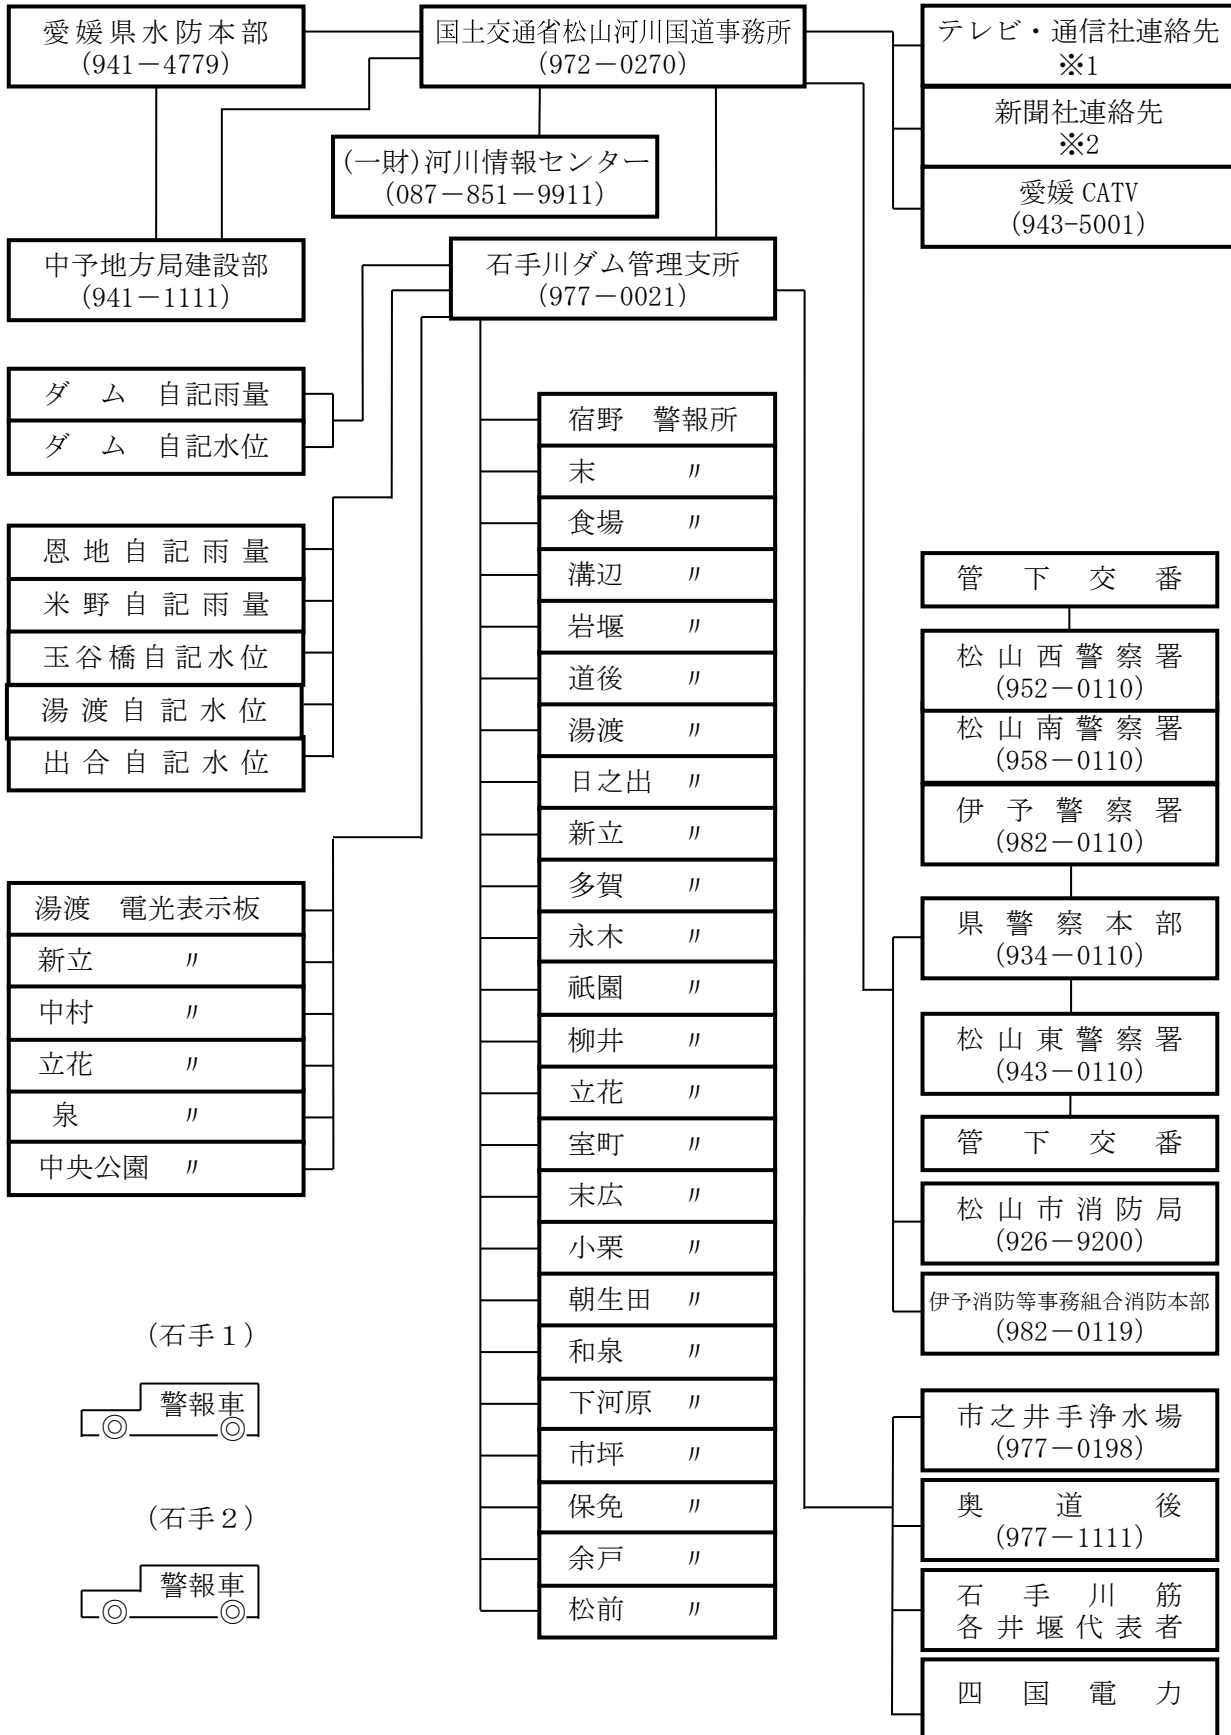 愛媛県水防本部
(941－4779)
国土交通省松山河川国道事務所
(972－0270)
テレビ・通信社連絡先
※1
新聞社連絡先
※2
愛媛 CATV
(943-5001)
(一財)河川情報センター
(087－851－9911)
中予地方局建設部
(941－1111)
石手川ダム管理支所
(977－0021)
ダ　ム　自記雨量
ダ　ム　自記水位
恩地自記雨量
米野自記雨量
玉谷橋自記水位
湯渡自記水位
出合自記水位
湯渡　電光表示板
新立　〃
中村　〃
立花　〃
泉　〃
中央公園　〃
(石手１)
警報車
(石手２)
警報車
宿野　警報所
末　〃
食場　〃
溝辺　〃
岩堰　〃
道後　〃
湯渡　〃
日之出　〃
新立　〃
多賀　〃
永木　〃
祇園　〃
柳井　〃
立花　〃
室町　〃
末広　〃
小栗　〃
朝生田　〃
和泉　〃
下河原　〃
市坪　〃
保免　〃
余戸　〃
松前　〃
管下交番
松山西警察署
(952－0110)
松山南警察署
(958－0110)
伊予警察署
(982－0110)
県警察本部
(934－0110)
松山東警察署
(943－0110)
管下交番
松山市消防局
(926－9200)
伊予消防等事務組合消防本部
(982－0119)
市之井手浄水場
(977－0198)
奥道後
(977－1111)
石手川筋
各井堰代表者
四国電力